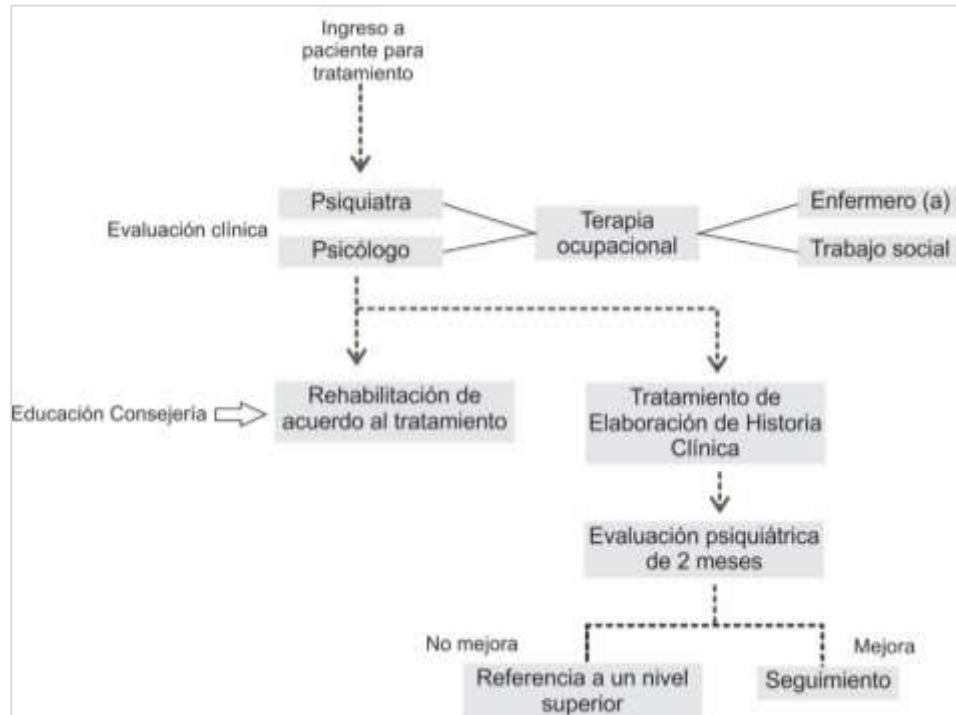 Ingreso a
paciente para
tratamiento
Psiquiatra
Enfermero (a)
Evaluación clínica
Terapia
ocupacional
Psicólogo
Trabajo social
Educación Consejería
Rehabilitación de
acuerdo al tratamiento
Tratamiento de
Elaboración de Historia
Clínica
Evaluación psiquiátrica
de 2 meses
No mejora
Mejora
Referencia a un nivel
superior
Seguimiento